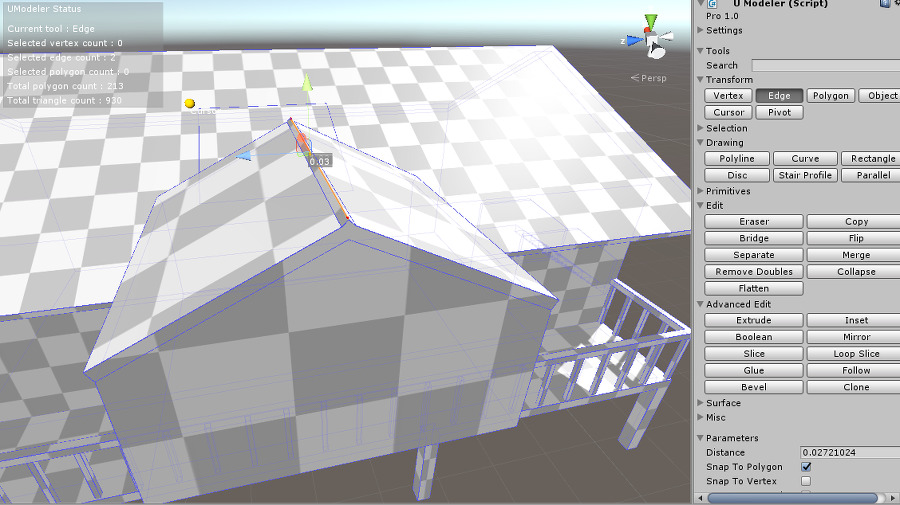 UModeler Status
Current tool : Edge
Selected vertex count : 0
Selected edge count : 2
Selected polygon count : 0
Total polygon count : 213
Total triangle count : 930
0.03
z
Persp
U Modeler (Script)
Pro 1.0
Settings
Tools
Search
Transform
Vertex Edge Polygon Object
Cursor Pivot
Selection
Drawing
Polyline Curve Rectangle
Disc Stair Profile Parallel
Primitives
Edit
Eraser Copy
Bridge Flip
Separate Merge
Remove Doubles Collapse
Flatten
Advanced Edit
Extrude Inset
Boolean Mirror
Slice Loop Slice
Glue Follow
Bevel Clone
Surface
Misc
Parameters
Distance 0.02721024
Snap To Polygon
Snap To Vertex